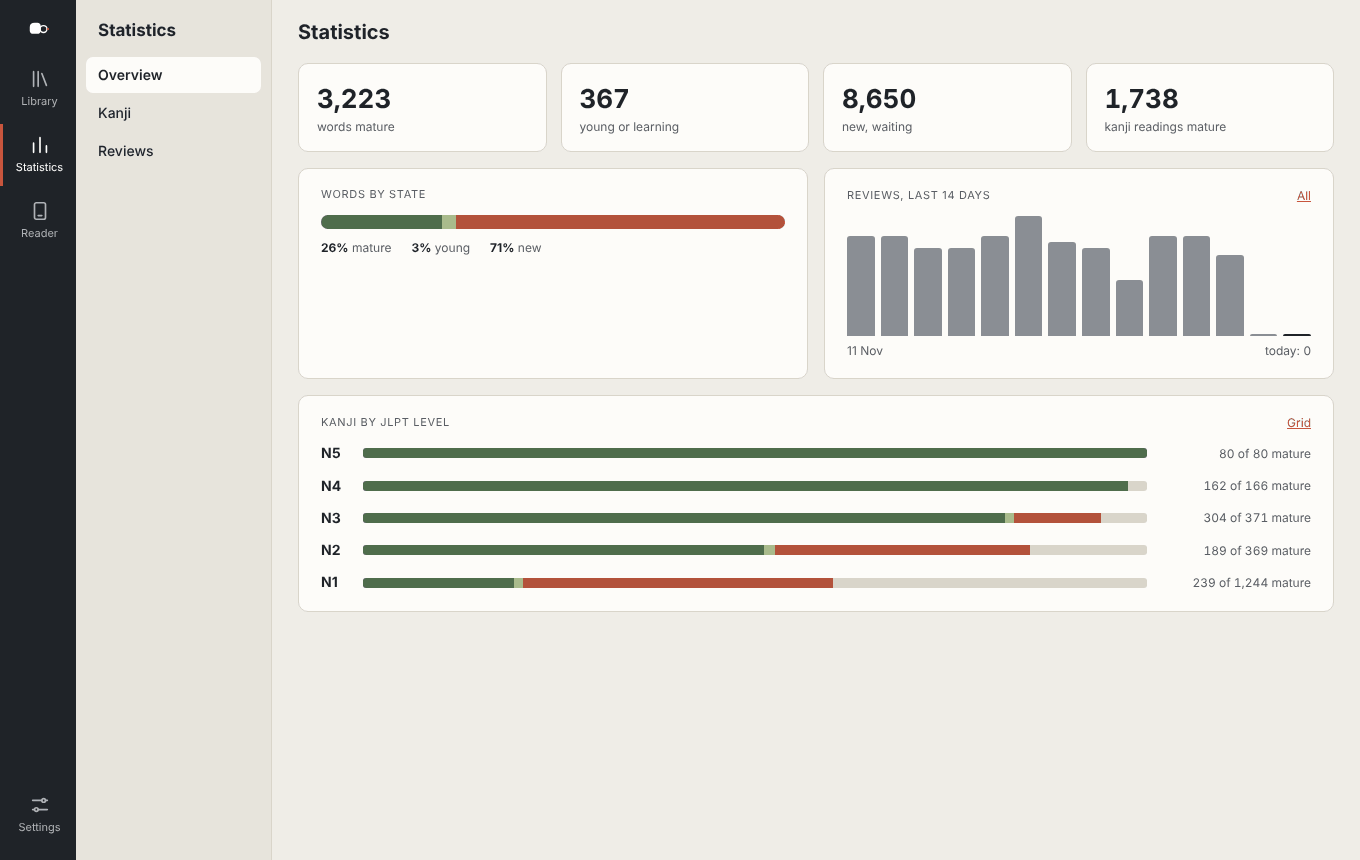 Library
Statistics
Reader
Settings
Statistics
Overview
Kanji
Reviews
Statistics
3,223
words mature
367
young or learning
8,650
new, waiting
1,738
kanji readings mature
WORDS BY STATE
26% mature 3% young 71% new
REVIEWS, LAST 14 DAYS All
11 Nov today: 0
KANJI BY JLPT LEVEL Grid
N5 80 of 80 mature
N4 162 of 166 mature
N3 304 of 371 mature
N2 189 of 369 mature
N1 239 of 1,244 mature